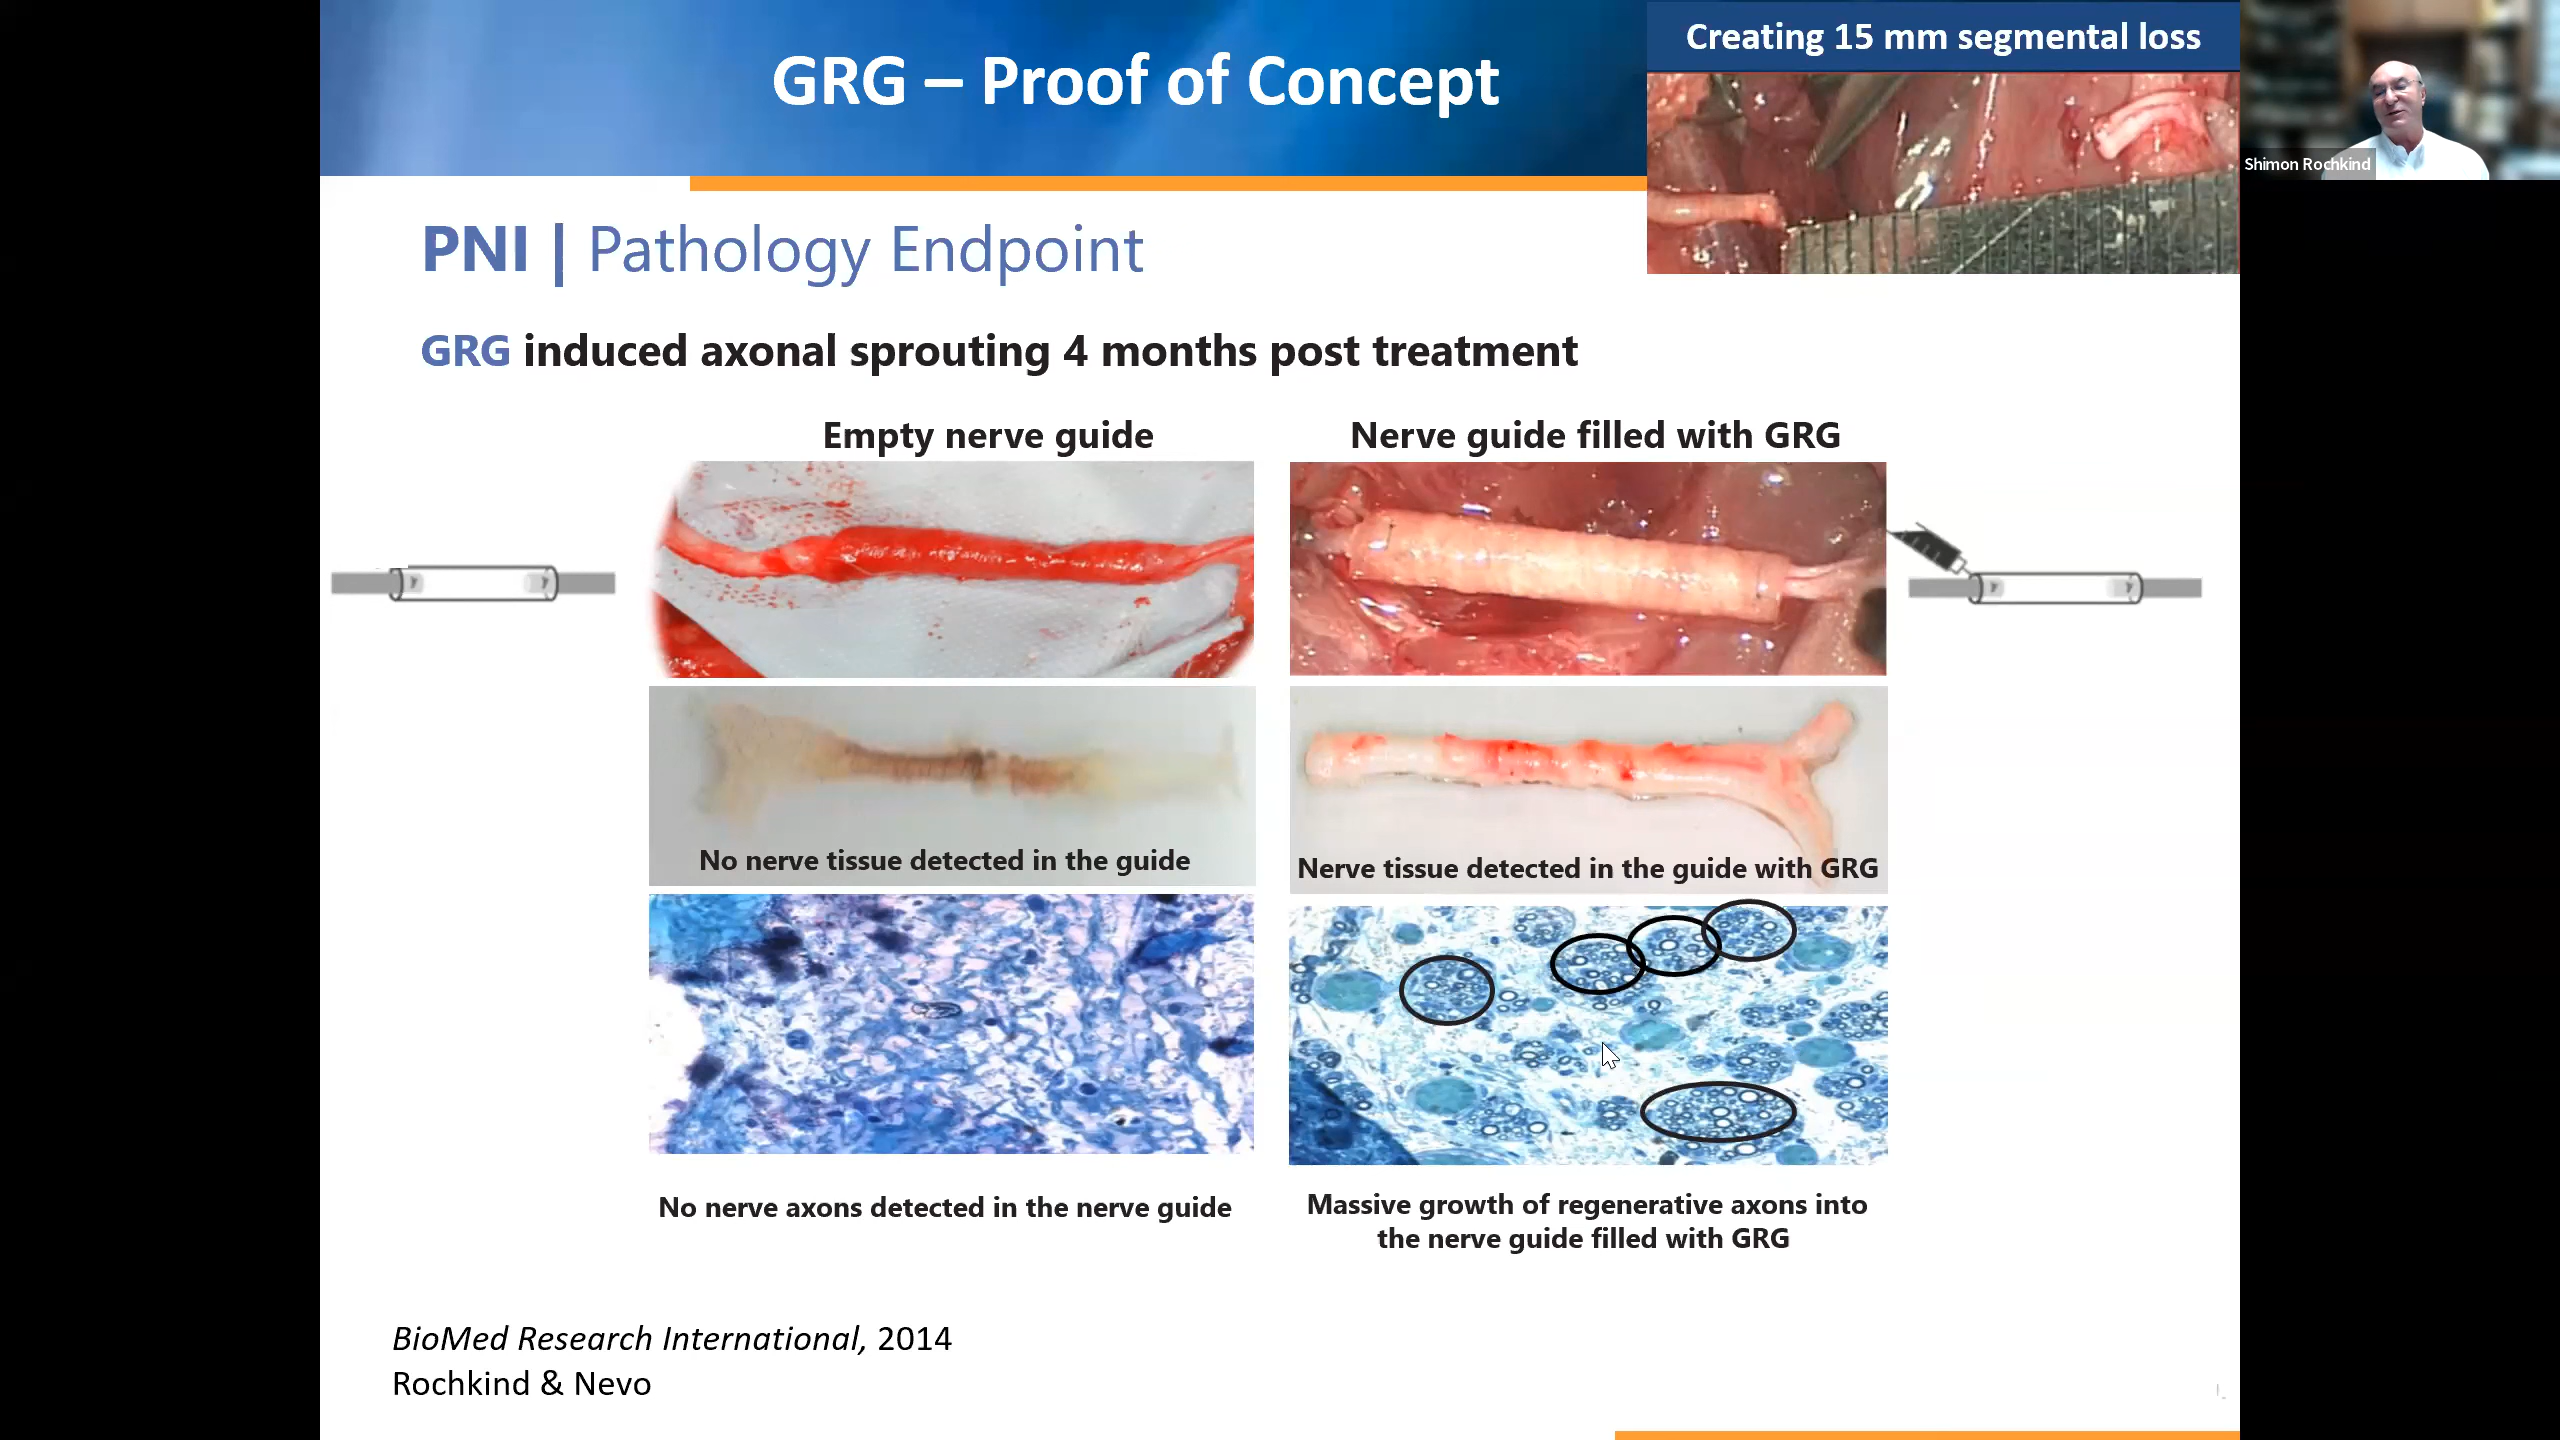 GRG – Proof of Concept
Creating 15 mm segmental loss
Shimon Rochkind
PNI | Pathology Endpoint
GRG induced axonal sprouting 4 months post treatment
Empty nerve guide
Nerve guide filled with GRG
No nerve tissue detected in the guide
Nerve tissue detected in the guide with GRG
No nerve axons detected in the nerve guide
Massive growth of regenerative axons into
the nerve guide filled with GRG
BioMed Research International, 2014
Rochkind & Nevo